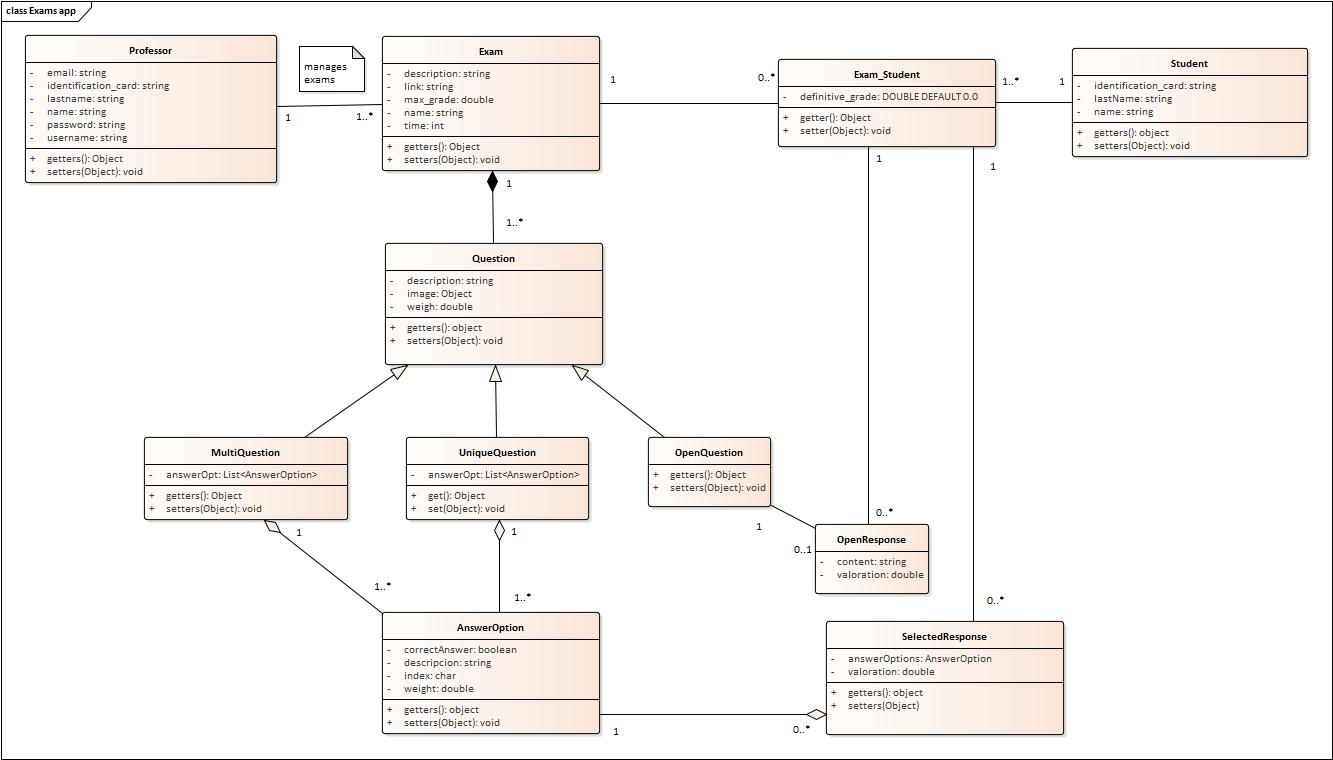 class Exams app
Professor
- email: string
- identification_card: string
- lastname: string
- name: string
- password: string
- username: string
+ getters(): Object
+ setters(Object): void
manages
exams
1
1..*
Exam
- description: string
- link: string
- max_grade: double
- name: string
- time: int
+ getters(): Object
+ setters(Object): void
1
0..*
Exam_Student
- definitive_grade: DOUBLE DEFAULT 0.0
+ getter(): Object
+ setter(Object): void
1..*
1
Student
- identification_card: string
- lastName: string
- name: string
+ getters(): object
+ setters(Object): void
1
1..*
1
1
Question
- description: string
- image: Object
- weigh: double
+ getters(): object
+ setters(Object): void
MultiQuestion
- answerOpt: List<AnswerOption>
+ getters(): Object
+ setters(Object): void
UniqueQuestion
- answerOpt: List<AnswerOption>
+ get(): Object
+ set(Object): void
OpenQuestion
+ getters(): Object
+ setters(Object): void
1
1..*
1
1..*
1
0..1
0..*
OpenResponse
- content: string
- valoration: double
0..*
AnswerOption
- correctAnswer: boolean
- descripcion: string
- index: char
- weight: double
+ getters(): object
+ setters(Object): void
1
0..*
SelectedResponse
- answerOptions: AnswerOption
- valoration: double
+ getters(): object
+ setters(Object)